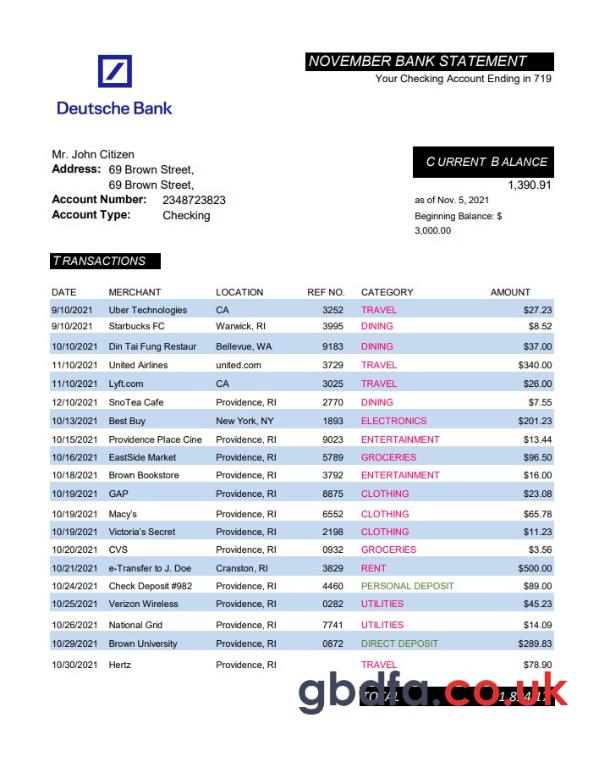 NOVEMBER BANK STATEMENT
Your Checking Account Ending in 719
Deutsche Bank
Mr. John Citizen
Address: 69 Brown Street,
69 Brown Street,
Account Number: 2348723823
Account Type: Checking
CURRENT BALANCE
1,390.91
as of Nov. 5, 2021
Beginning Balance: $
3,000.00
TRANSACTIONS
DATE MERCHANT LOCATION REF NO. CATEGORY AMOUNT
9/10/2021 Uber Technologies CA 3252 TRAVEL $27.23
9/10/2021 Starbucks FC Warwick, RI 3995 DINING $8.52
10/10/2021 Din Tai Fung Restaur Bellevue, WA 9183 DINING $37.00
11/10/2021 United Airlines united.com 3729 TRAVEL $340.00
11/10/2021 Lyft.com CA 3025 TRAVEL $26.00
12/10/2021 SnoTea Cafe Providence, RI 2770 DINING $7.55
10/13/2021 Best Buy New York, NY 1893 ELECTRONICS $201.23
10/15/2021 Providence Place Cine Providence, RI 9023 ENTERTAINMENT $13.44
10/16/2021 EastSide Market Providence, RI 5789 GROCERIES $96.50
10/18/2021 Brown Bookstore Providence, RI 3792 ENTERTAINMENT $16.00
10/19/2021 GAP Providence, RI 8875 CLOTHING $23.08
10/19/2021 Macy's Providence, RI 6552 CLOTHING $65.78
10/19/2021 Victoria's Secret Providence, RI 2198 CLOTHING $11.23
10/20/2021 CVS Providence, RI 0932 GROCERIES $3.56
10/21/2021 e-Transfer to J. Doe Cranston, RI 3829 RENT $500.00
10/24/2021 Check Deposit #982 Providence, RI 4460 PERSONAL DEPOSIT $89.00
10/25/2021 Verizon Wireless Providence, RI 0282 UTILITIES $45.23
10/26/2021 National Grid Providence, RI 7741 UTILITIES $14.09
10/29/2021 Brown University Providence, RI 0872 DIRECT DEPOSIT $289.83
10/30/2021 Hertz Providence, RI TRAVEL $78.90
TOTAL
gbdfa.co.uk